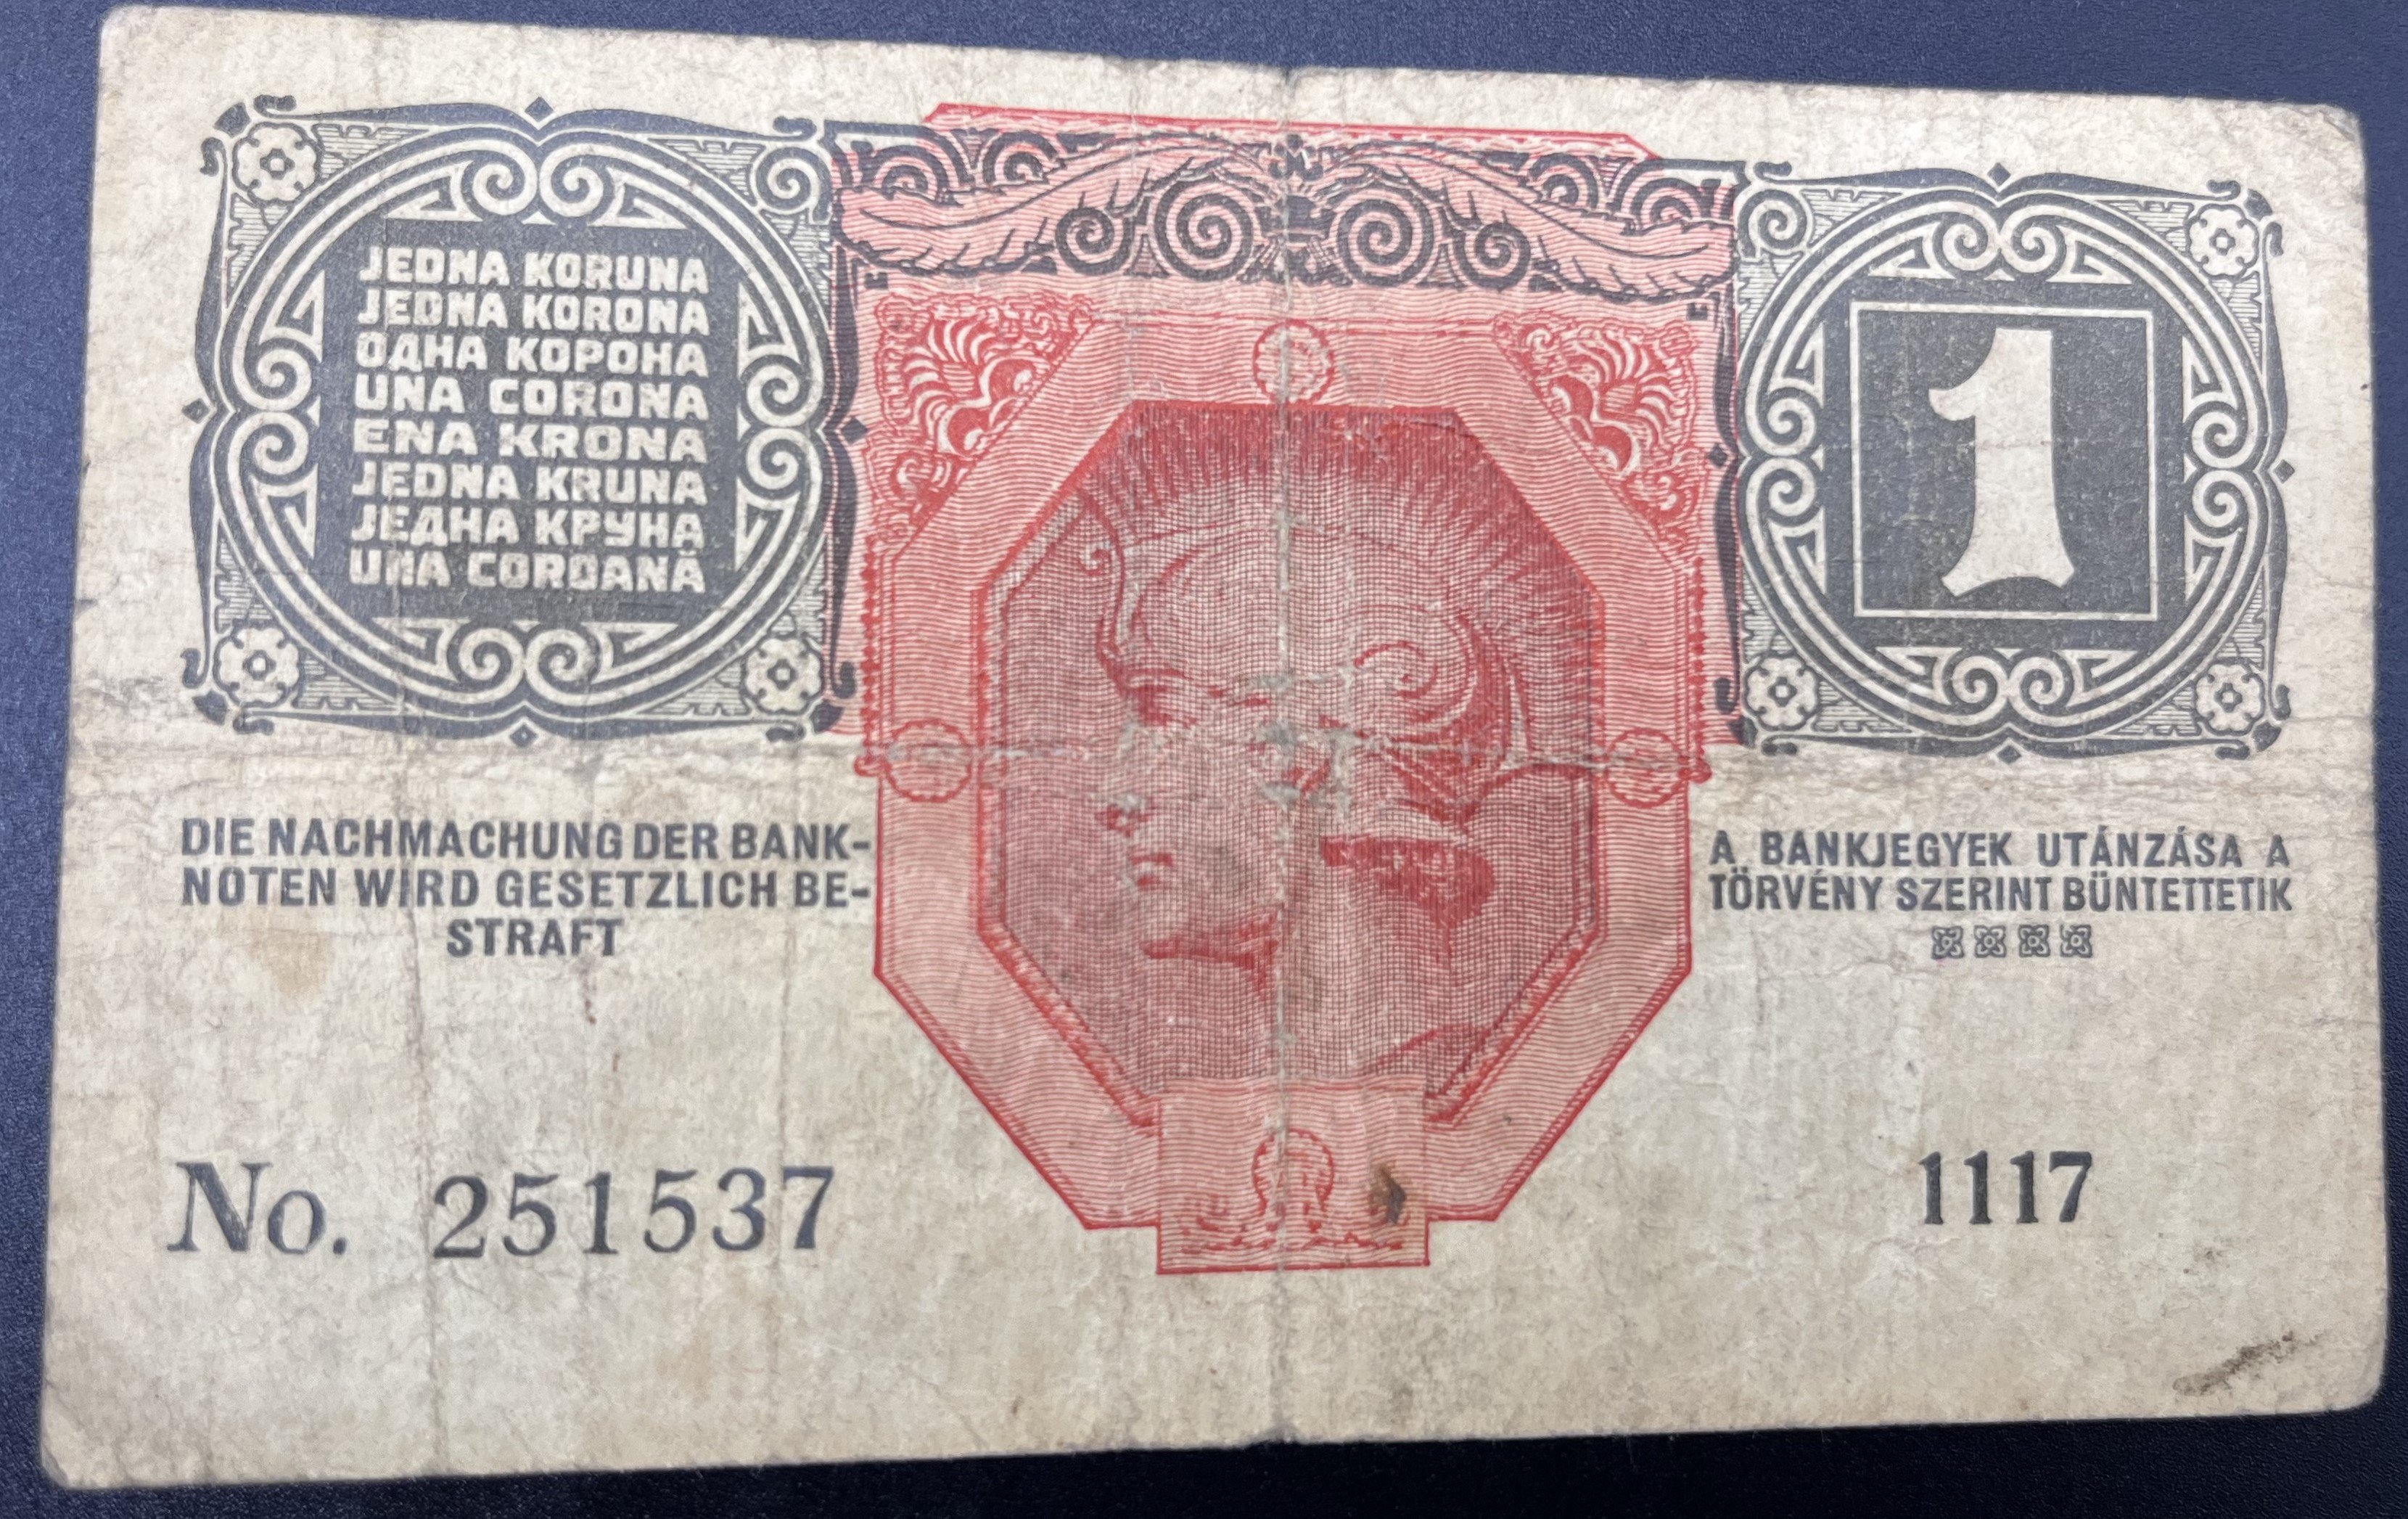 JEDNA KORUNA
JEDNA KORONA
ОДНА КОРОНА
UNA CORONA
ENA KRONA
JEDNA KRUNA
ЈЕДНА КРУНА
UNA COROANĂ
1
DIE NACHMACHUNG DER BANK-
NOTEN WIRD GESETZLICH BE-
STRAFT
A BANKJEGYEK UTÁNZÁSA A
TÖRVÉNY SZERINT BÜNTETTETIK
No. 251537
1117